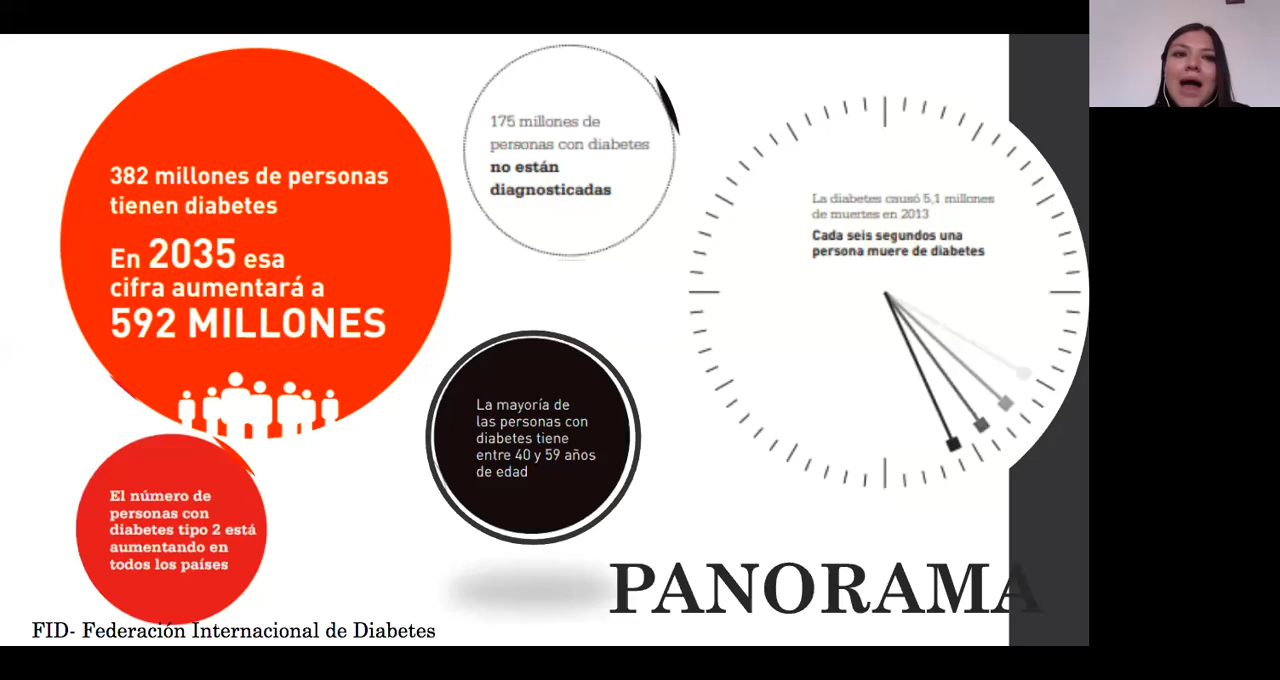 382 millones de personas
tienen diabetes
En 2035 esa
cifra aumentará a
592 MILLONES
175 millones de
personas con diabetes
no están
diagnosticadas
La diabetes causó 5,1 millones
de muertes en 2013
Cada seis segundos una
persona muere de diabetes
La mayoría de
las personas con
diabetes tiene
entre 40 y 59 años
de edad
El número de
personas con
diabetes tipo 2 está
aumentando en
todos los países
PANORAMA
FID- Federación Internacional de Diabetes